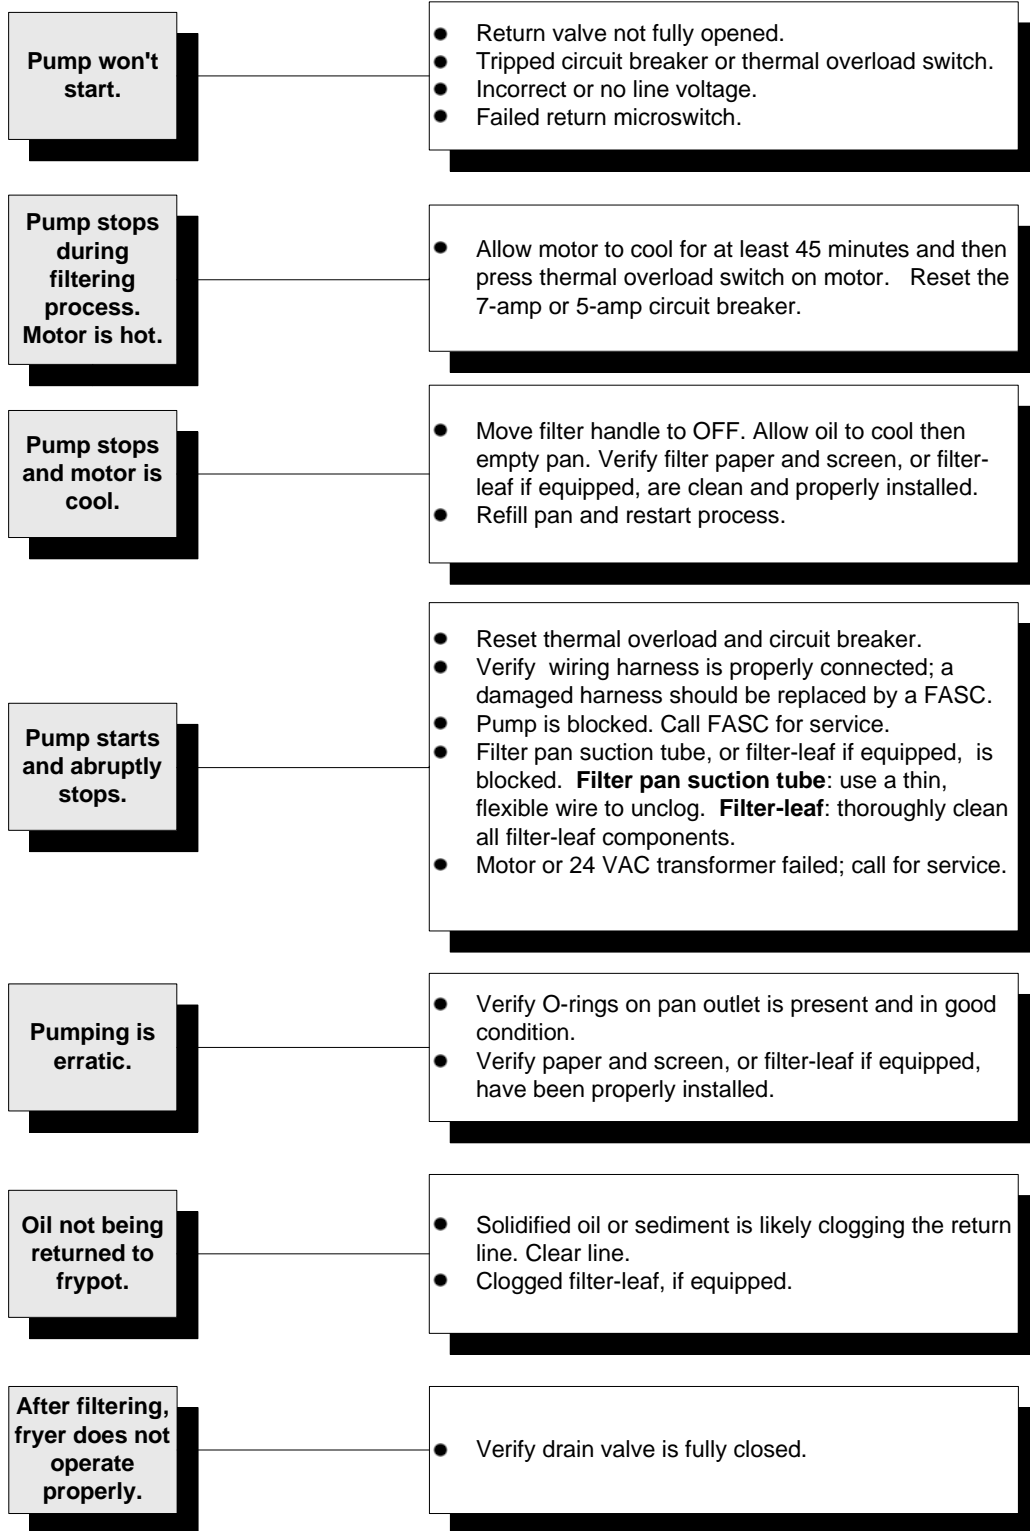 Pump won't
start.
● Return valve not fully opened.
● Tripped circuit breaker or thermal overload switch.
● Incorrect or no line voltage.
● Failed return microswitch.
Pump stops
during
filtering
process.
Motor is hot.
● Allow motor to cool for at least 45 minutes and then
press thermal overload switch on motor. Reset the
7-amp or 5-amp circuit breaker.
Pump stops
and motor is
cool.
● Move filter handle to OFF. Allow oil to cool then
empty pan. Verify filter paper and screen, or filter-
leaf if equipped, are clean and properly installed.
● Refill pan and restart process.
Pump starts
and abruptly
stops.
● Reset thermal overload and circuit breaker.
● Verify wiring harness is properly connected; a
damaged harness should be replaced by a FASC.
● Pump is blocked. Call FASC for service.
● Filter pan suction tube, or filter-leaf if equipped, is
blocked. Filter pan suction tube: use a thin,
flexible wire to unclog. Filter-leaf: thoroughly clean
all filter-leaf components.
● Motor or 24 VAC transformer failed; call for service.
Pumping is
erratic.
● Verify O-rings on pan outlet is present and in good
condition.
● Verify paper and screen, or filter-leaf if equipped,
have been properly installed.
Oil not being
returned to
frypot.
● Solidified oil or sediment is likely clogging the return
line. Clear line.
● Clogged filter-leaf, if equipped.
After filtering,
fryer does not
operate
properly.
● Verify drain valve is fully closed.